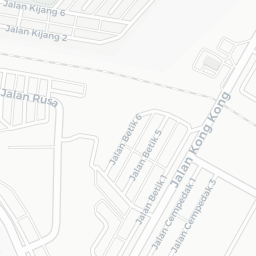 Jalan Kijang 6
Jalan Kijang 2
Jalan Rusa
Jalan Betik 6
Jalan Betik 5
Jalan Betik 1
Jalan Kong Kong
Jalan Cempedak 1
Jalan Cempedak 3